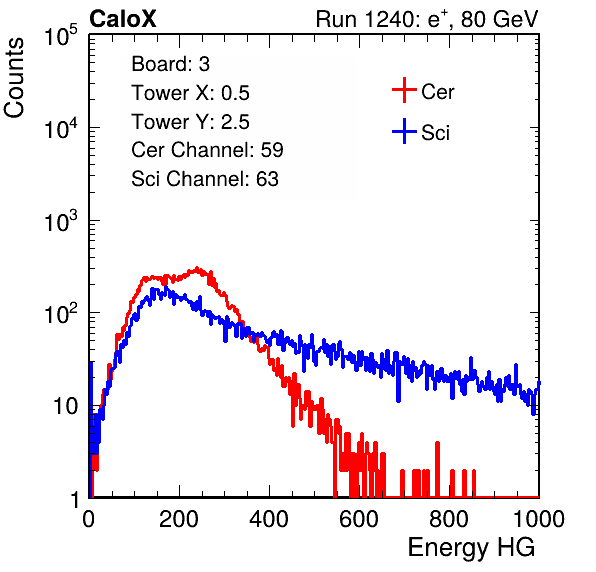 CaloX Run 1240: e⁺, 80 GeV
Counts
Board: 3
Tower X: 0.5
Tower Y: 2.5
Cer Channel: 59
Sci Channel: 63
Cer
Sci
10⁵
10⁴
10³
10²
10
1
0 200 400 600 800 1000
Energy HG